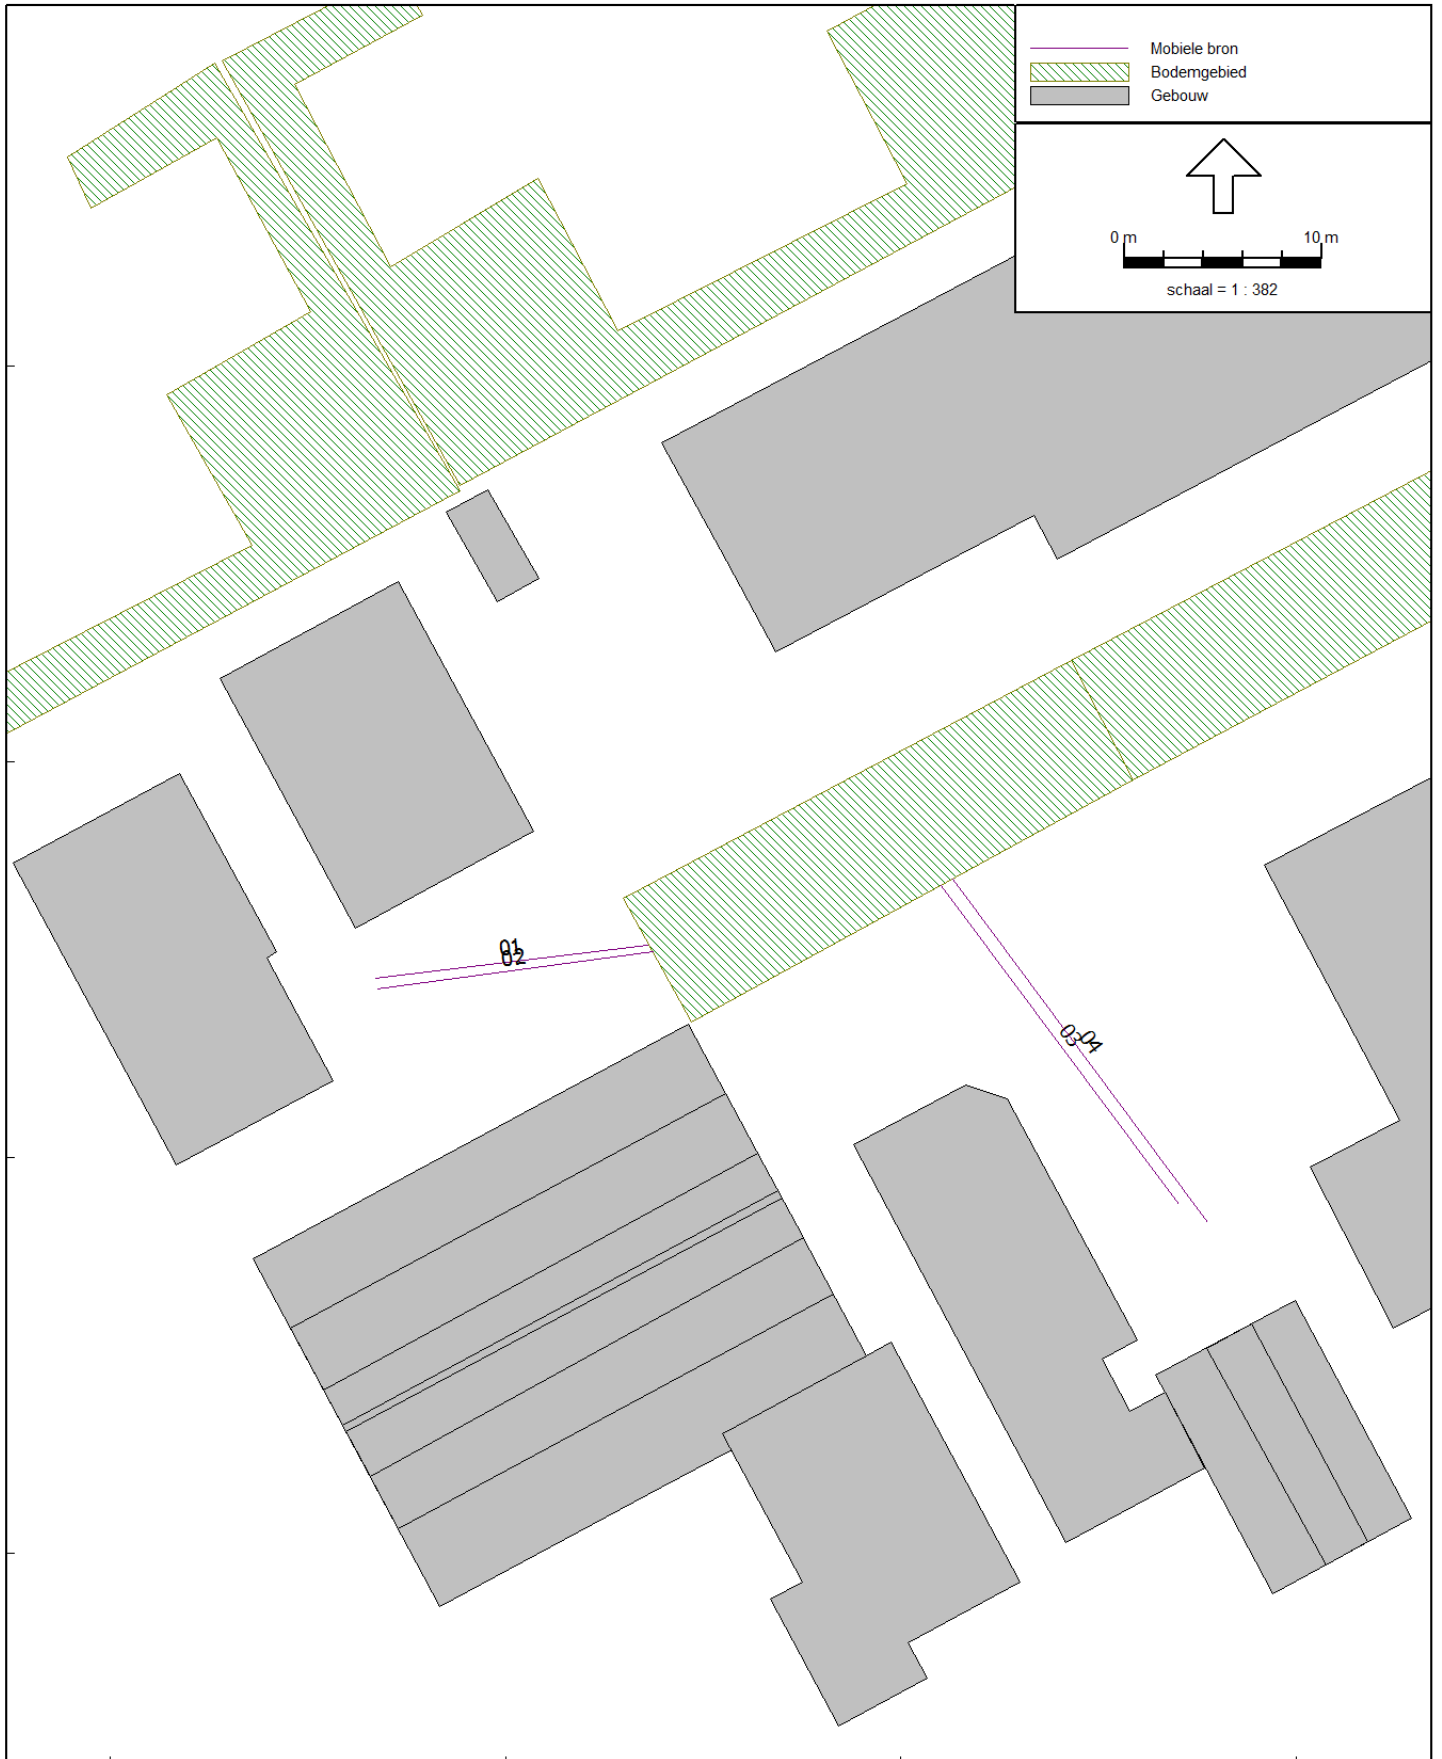 Mobiele bron
Bodemgebied
Gebouw
0 m 10 m
schaal = 1 : 382
01
02
03
04